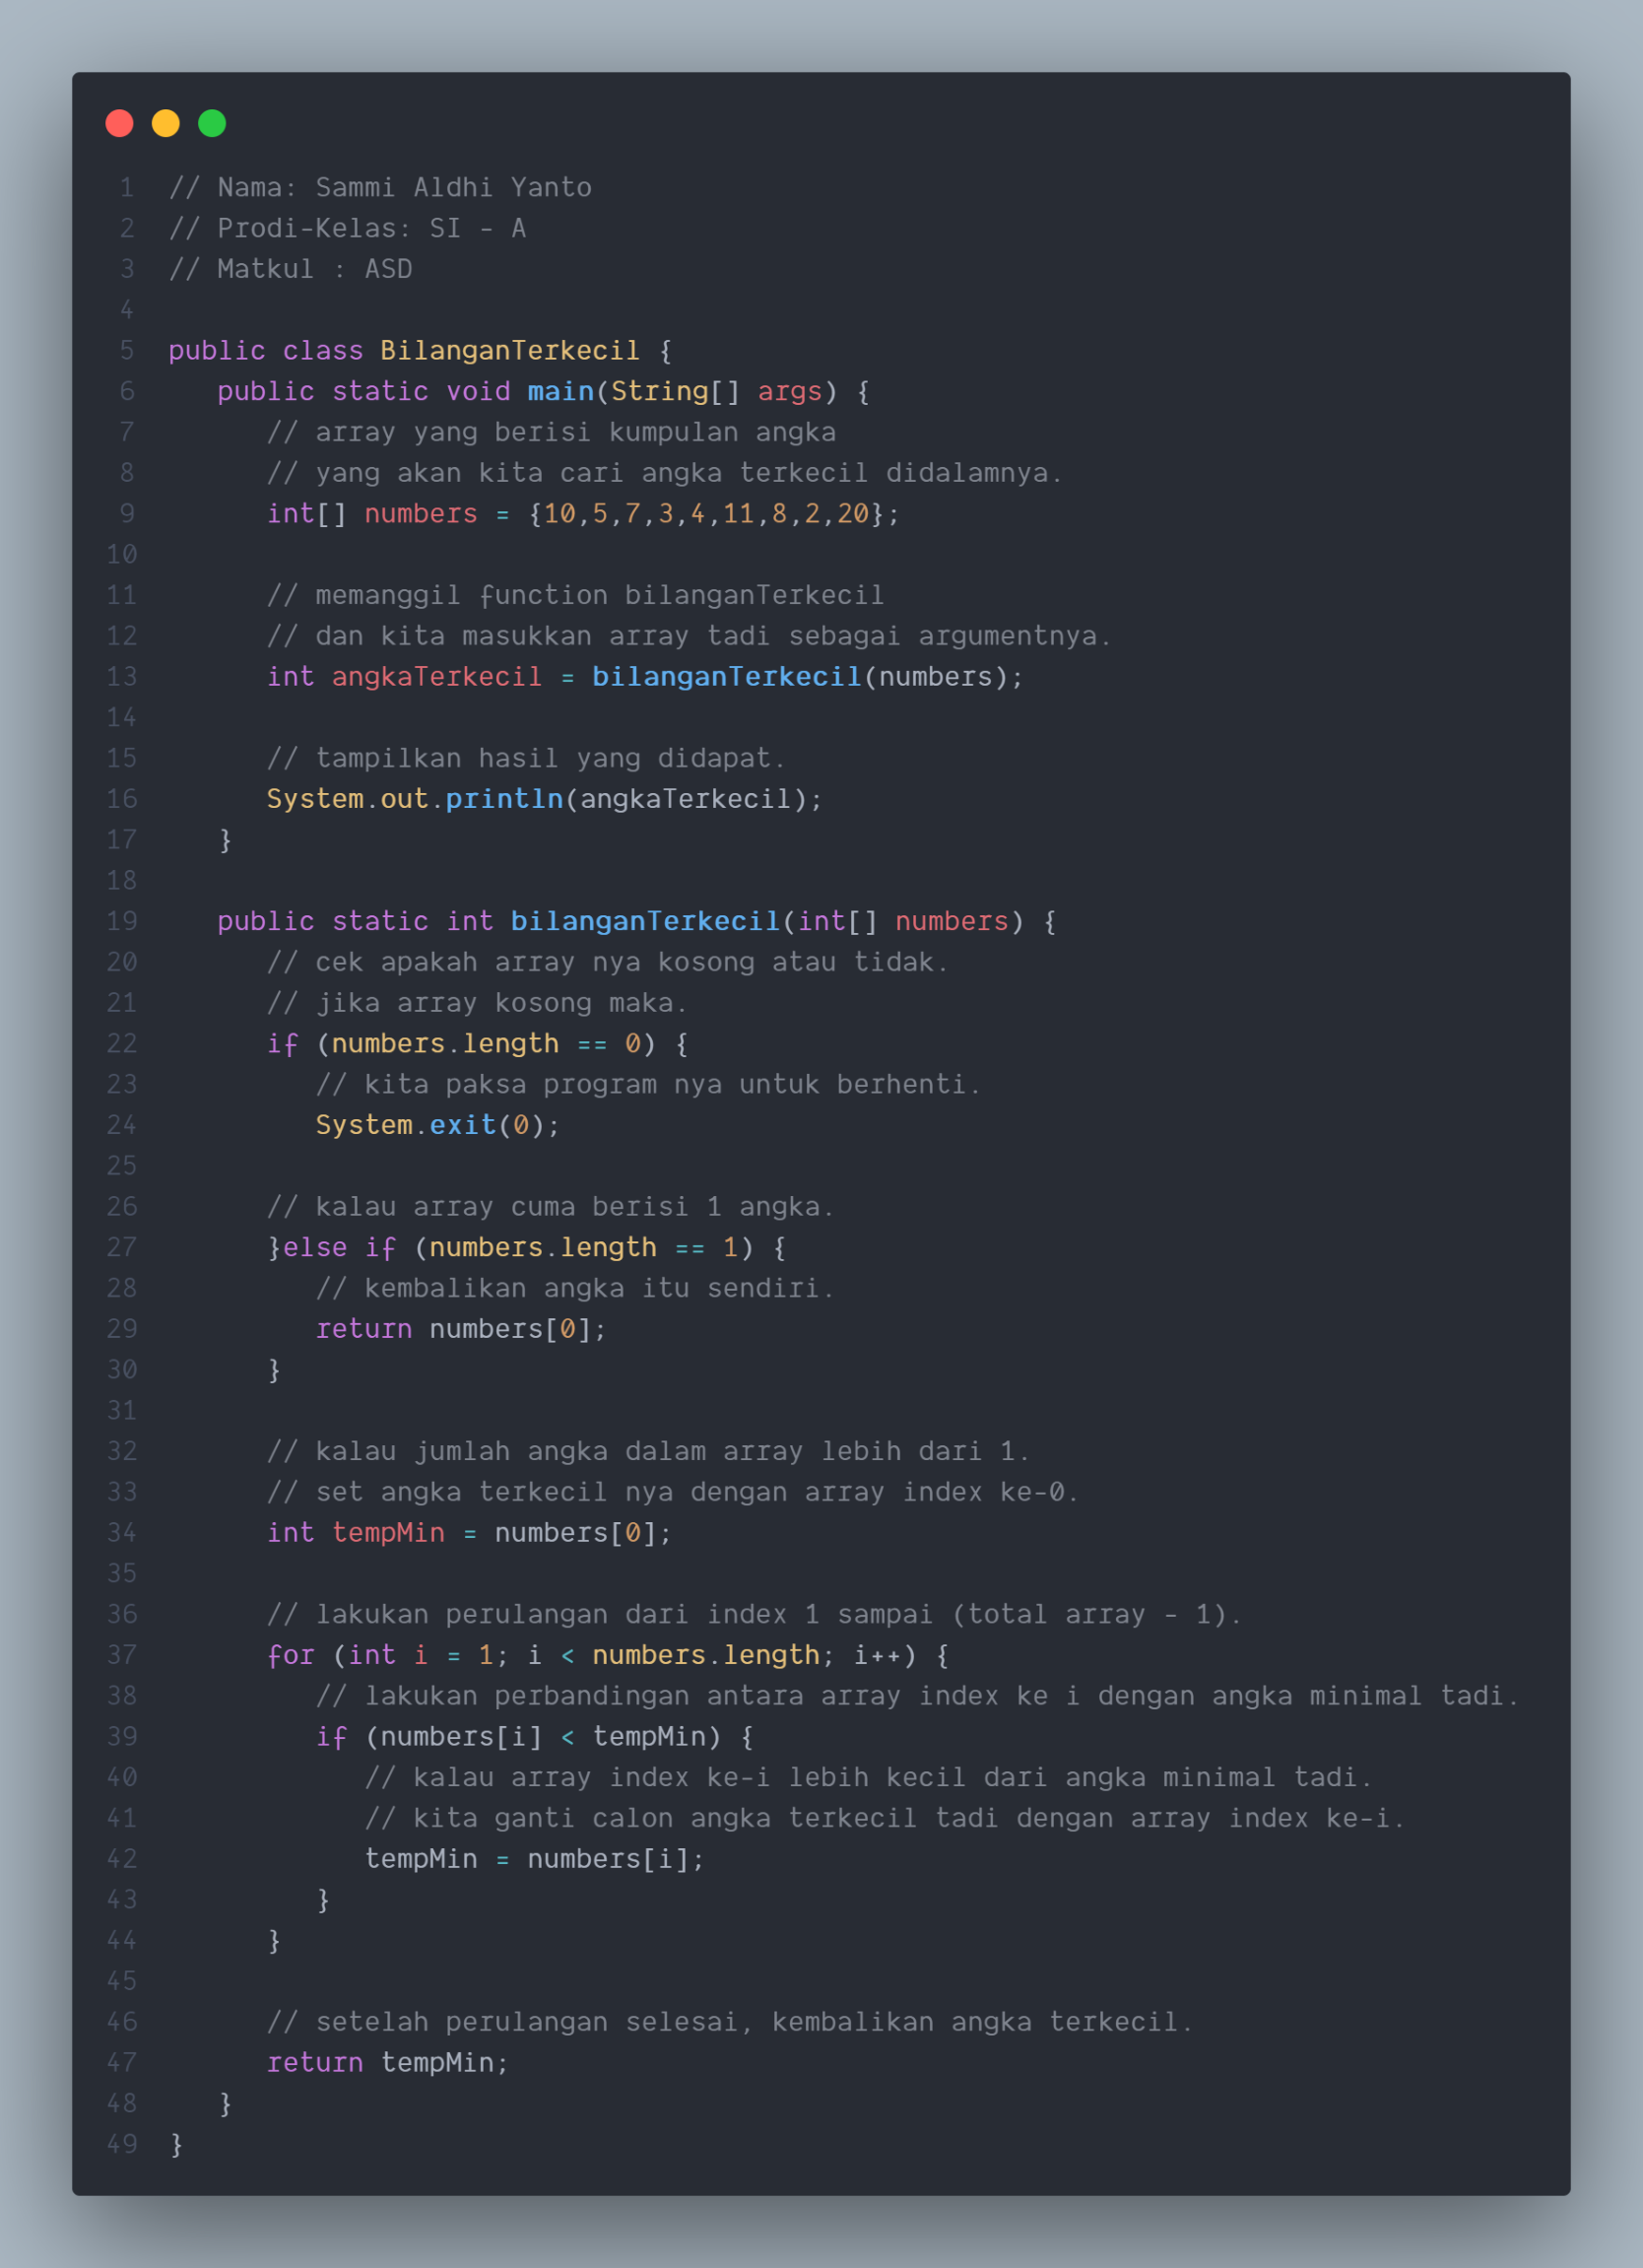 1 // Nama: Sammi Aldhi Yanto
2 // Prodi-Kelas: SI - A
3 // Matkul : ASD
4
5 public class BilanganTerkecil {
6    public static void main(String[] args) {
7       // array yang berisi kumpulan angka
8       // yang akan kita cari angka terkecil didalamnya.
9       int[] numbers = {10,5,7,3,4,11,8,2,20};
10
11       // memanggil function bilanganTerkecil
12       // dan kita masukkan array tadi sebagai argumentnya.
13       int angkaTerkecil = bilanganTerkecil(numbers);
14
15       // tampilkan hasil yang didapat.
16       System.out.println(angkaTerkecil);
17    }
18
19    public static int bilanganTerkecil(int[] numbers) {
20       // cek apakah array nya kosong atau tidak.
21       // jika array kosong maka.
22       if (numbers.length == 0) {
23          // kita paksa program nya untuk berhenti.
24          System.exit(0);
25
26       // kalau array cuma berisi 1 angka.
27       }else if (numbers.length == 1) {
28          // kembalikan angka itu sendiri.
29          return numbers[0];
30       }
31
32       // kalau jumlah angka dalam array lebih dari 1.
33       // set angka terkecil nya dengan array index ke-0.
34       int tempMin = numbers[0];
35
36       // lakukan perulangan dari index 1 sampai (total array - 1).
37       for (int i = 1; i < numbers.length; i++) {
38          // lakukan perbandingan antara array index ke i dengan angka minimal tadi.
39          if (numbers[i] < tempMin) {
40             // kalau array index ke-i lebih kecil dari angka minimal tadi.
41             // kita ganti calon angka terkecil tadi dengan array index ke-i.
42             tempMin = numbers[i];
43          }
44       }
45
46       // setelah perulangan selesai, kembalikan angka terkecil.
47       return tempMin;
48    }
49 }